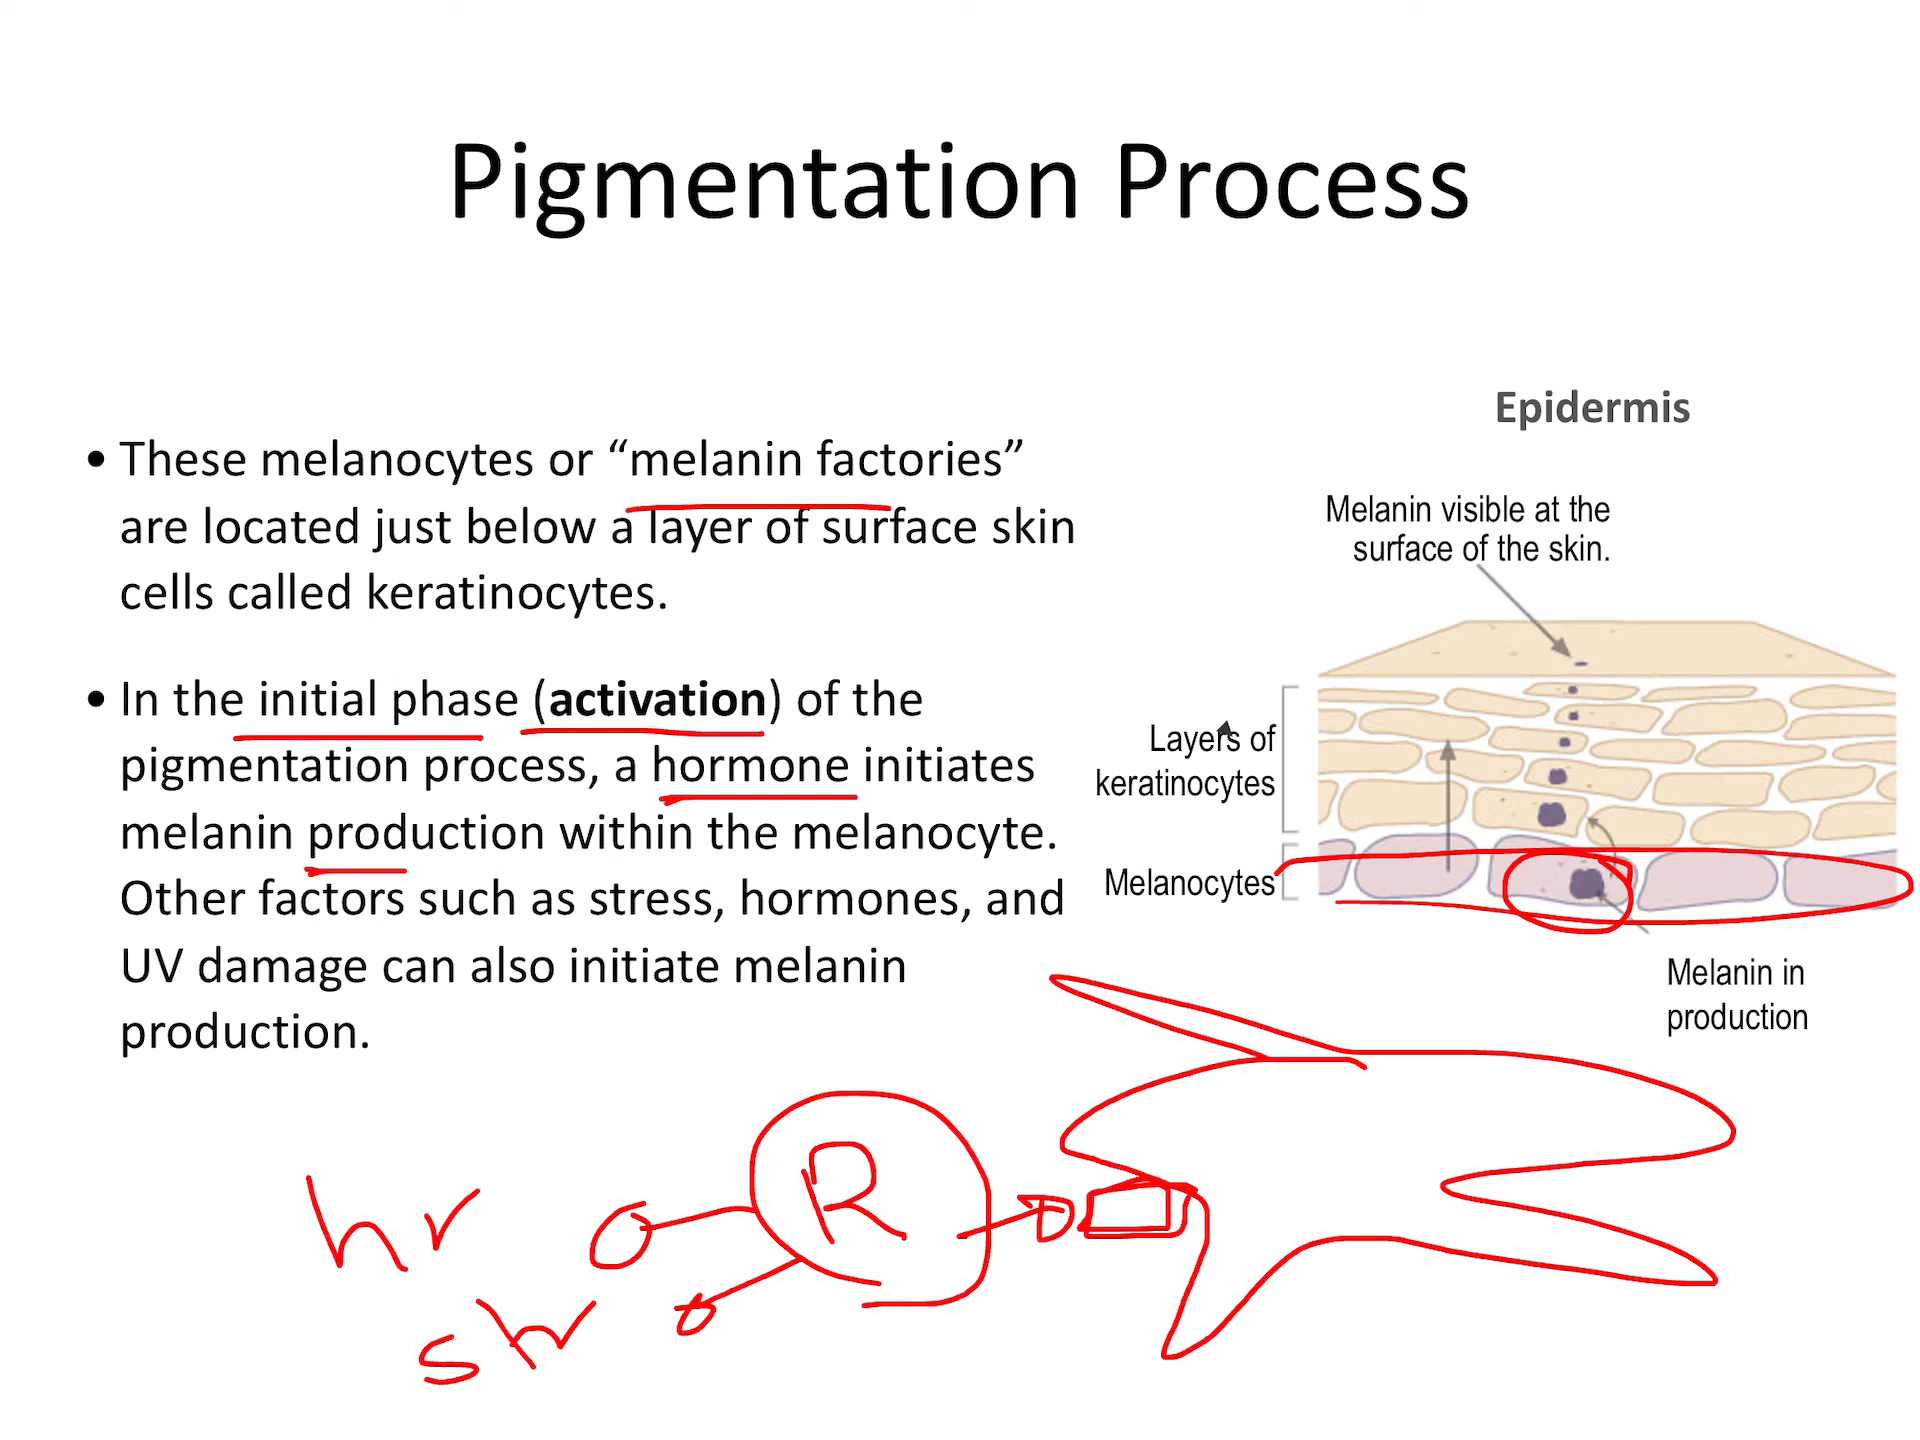 Pigmentation Process
• These melanocytes or “melanin factories”
are located just below a layer of surface skin
cells called keratinocytes.
• In the initial phase (activation) of the
pigmentation process, a hormone initiates
melanin production within the melanocyte.
Other factors such as stress, hormones, and
UV damage can also initiate melanin
production.
Epidermis
Melanin visible at the
surface of the skin.
Layers of
keratinocytes
Melanocytes
Melanin in
production
R